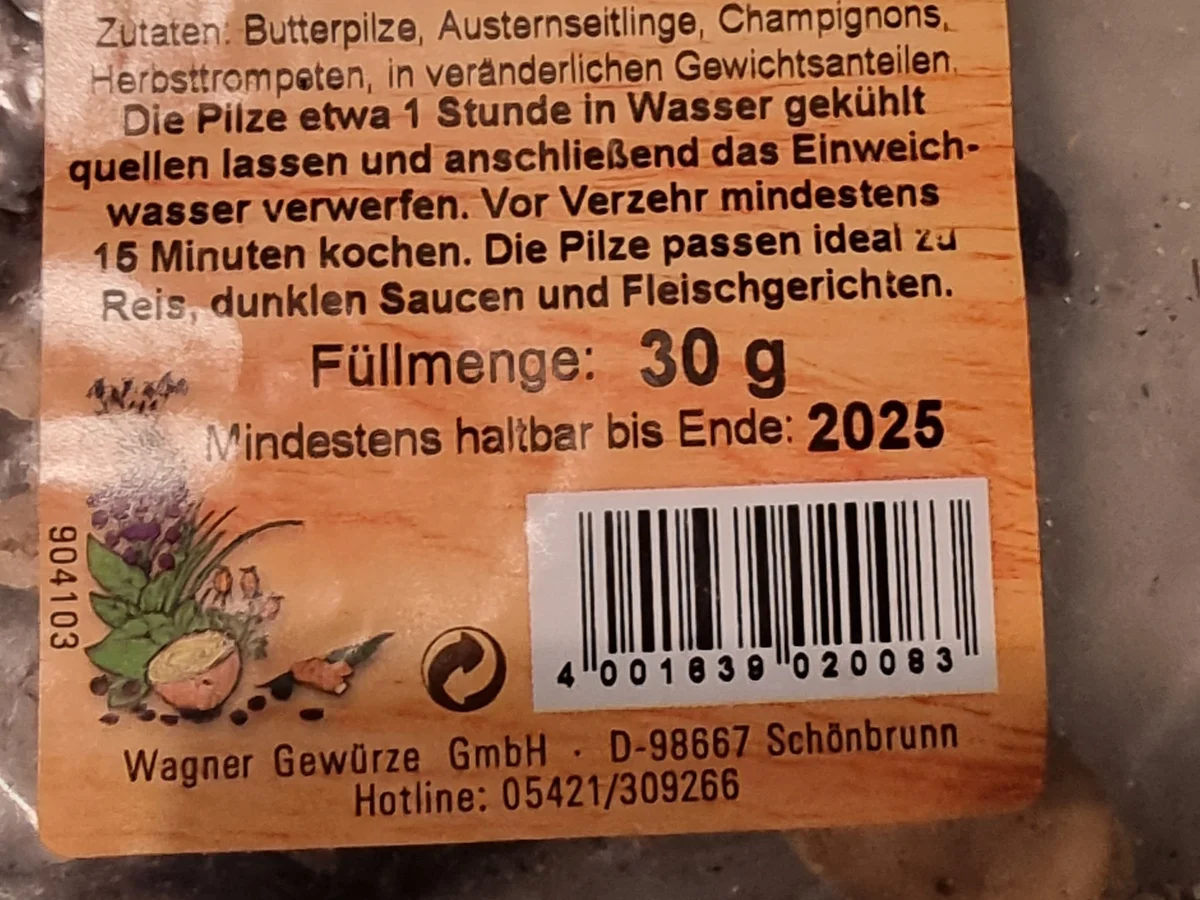 Zutaten: Butterpilze, Austernseitlinge, Champignons,
Herbsttrompeten, in veränderlichen Gewichtsanteilen.
Die Pilze etwa 1 Stunde in Wasser gekühlt
quellen lassen und anschließend das Einweich-
wasser verwerfen. Vor Verzehr mindestens
15 Minuten kochen. Die Pilze passen ideal zu
Reis, dunklen Saucen und Fleischgerichten.
Füllmenge: 30 g
Mindestens haltbar bis Ende: 2025
904103
4 001639 020083
Wagner Gewürze GmbH · D-98667 Schönbrunn
Hotline: 05421/309266